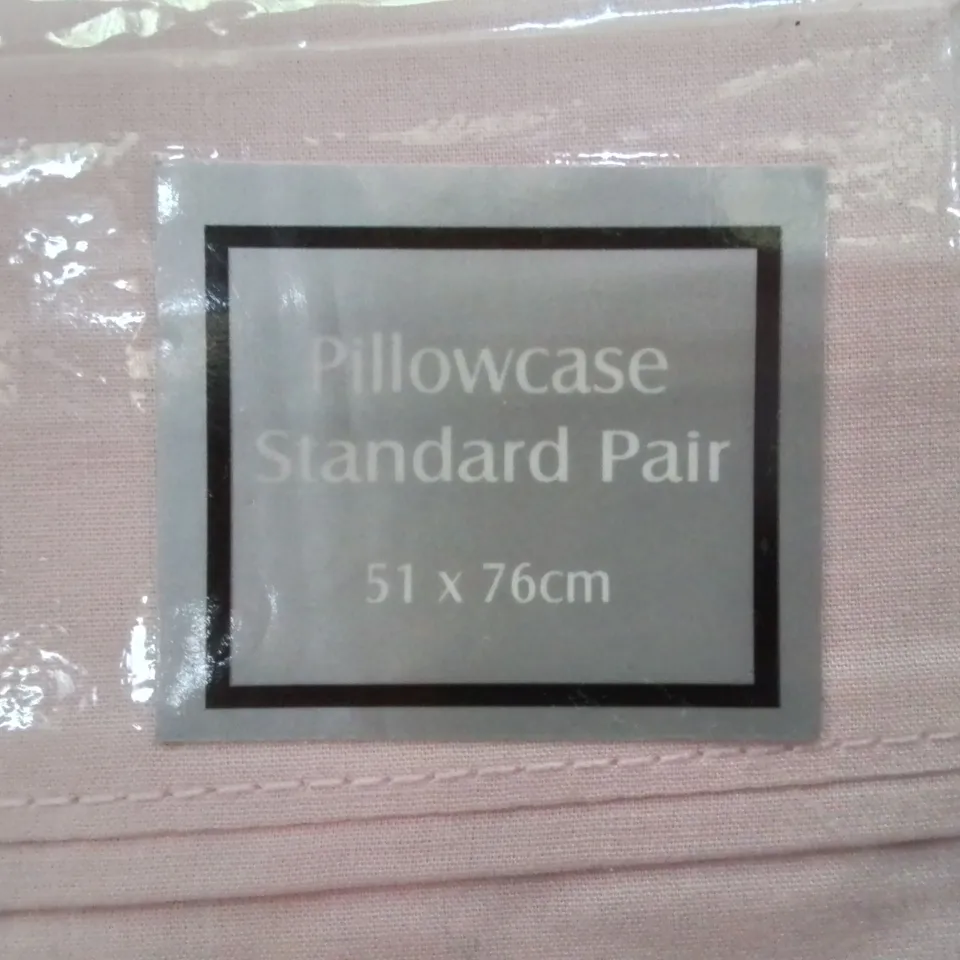 Pillowcase
Standard Pair
51 x 76cm